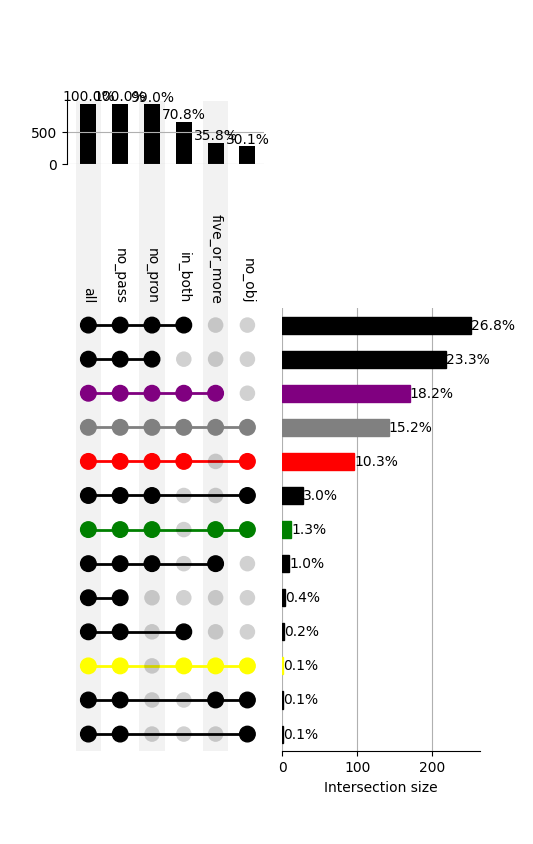 100.0%
100.0%
99.0%
70.8%
35.8%
30.1%
500
0
all
no_pass
no_pron
in_both
five_or_more
no_obj
26.8%
23.3%
18.2%
15.2%
10.3%
3.0%
1.3%
1.0%
0.4%
0.2%
0.1%
0.1%
0.1%
0 100 200
Intersection size